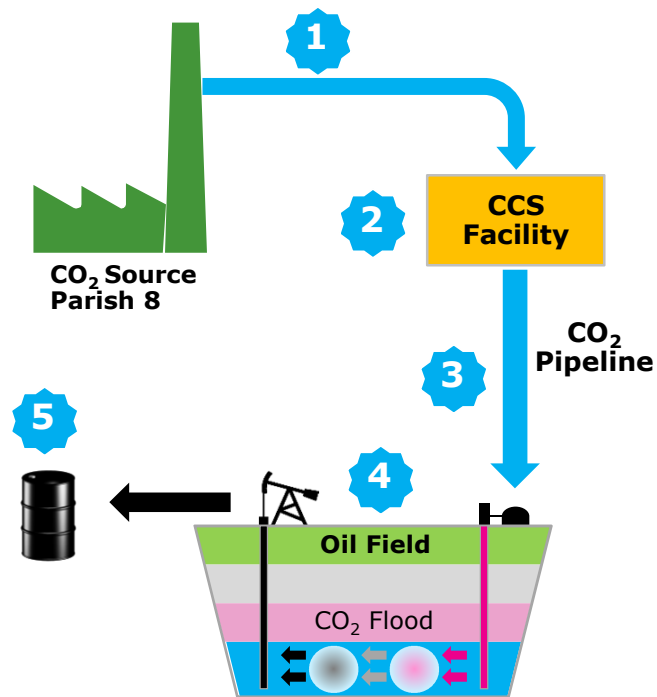 1
2
CCS
Facility
CO₂ Source
Parish 8
3
CO₂
Pipeline
5
4
Oil Field
CO₂ Flood